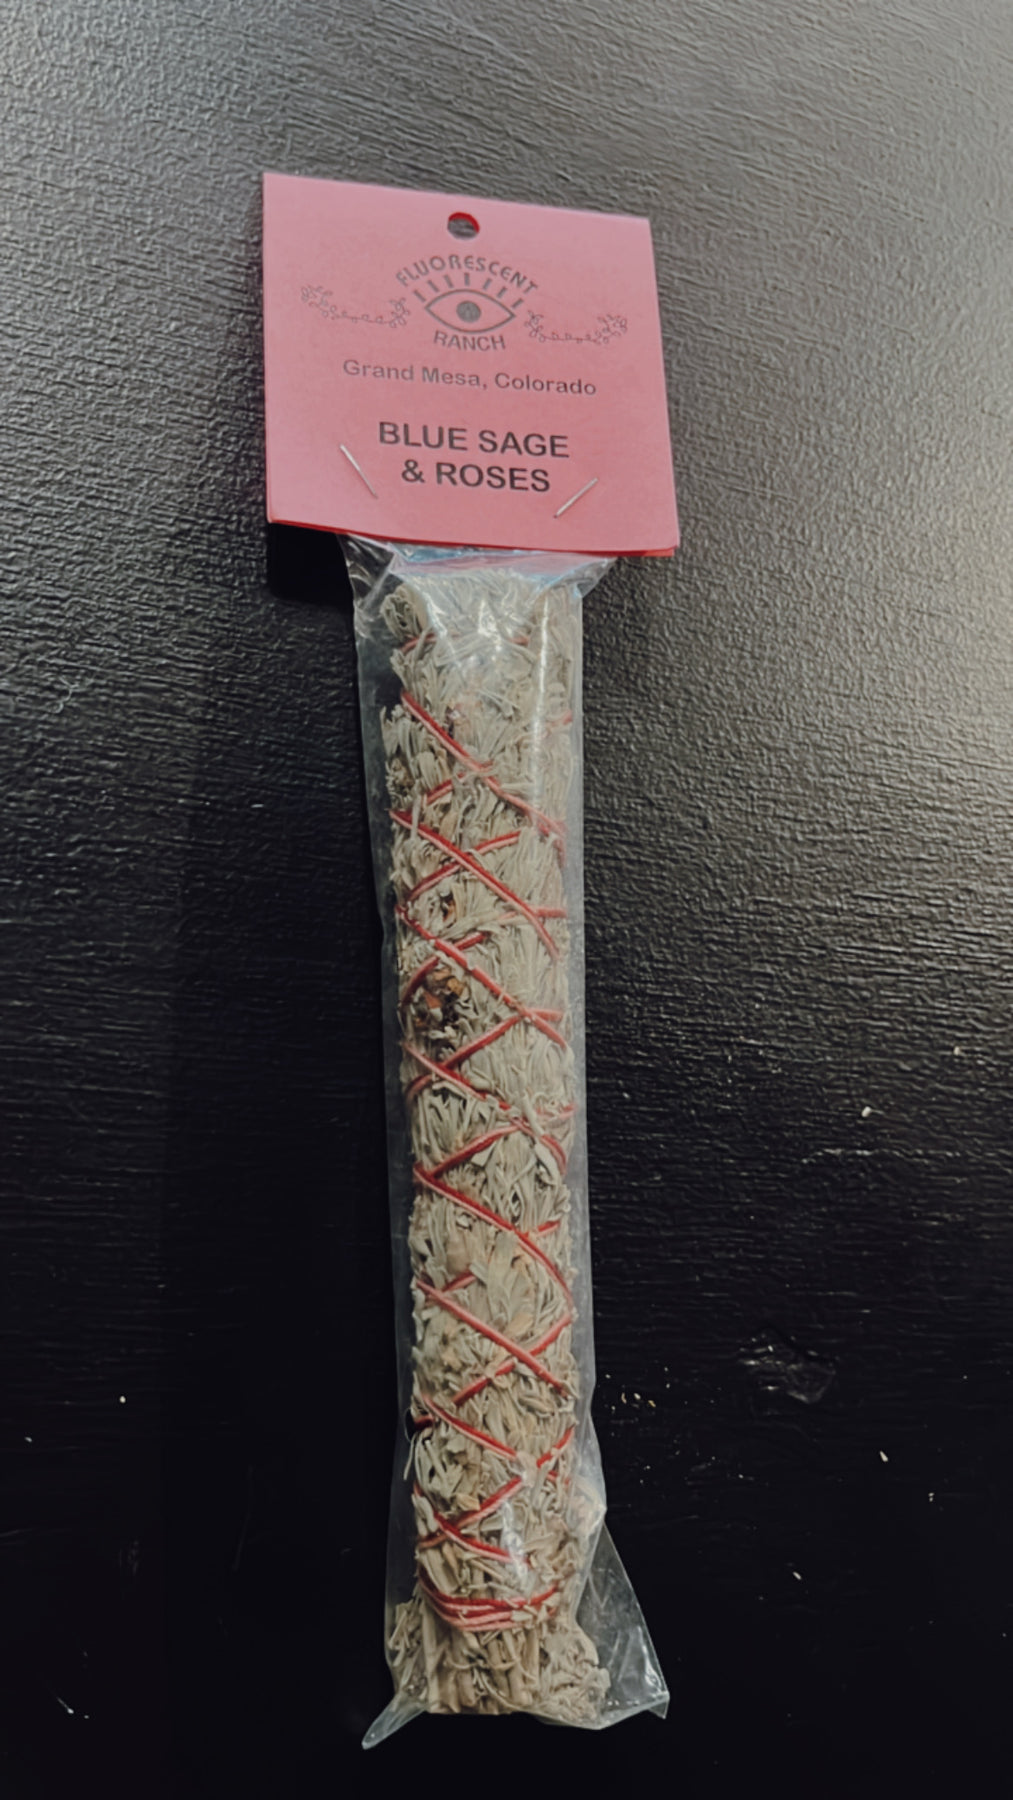 FLUORESCENT
RANCH
Grand Mesa, Colorado
BLUE SAGE
& ROSES